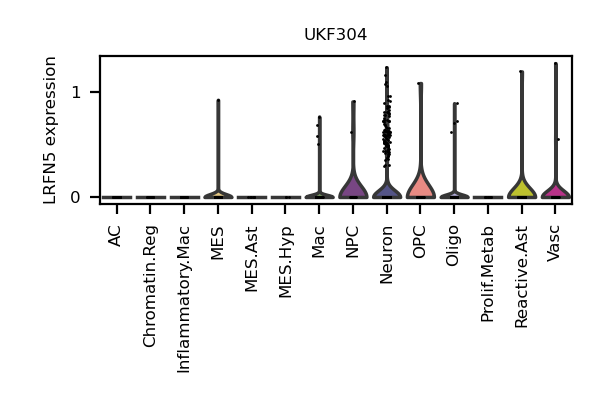 UKF304
LRFN5 expression
1
0
AC
Chromatin.Reg
Inflammatory.Mac
MES
MES.Ast
MES.Hyp
Mac
NPC
Neuron
OPC
Oligo
Prolif.Metab
Reactive.Ast
Vasc